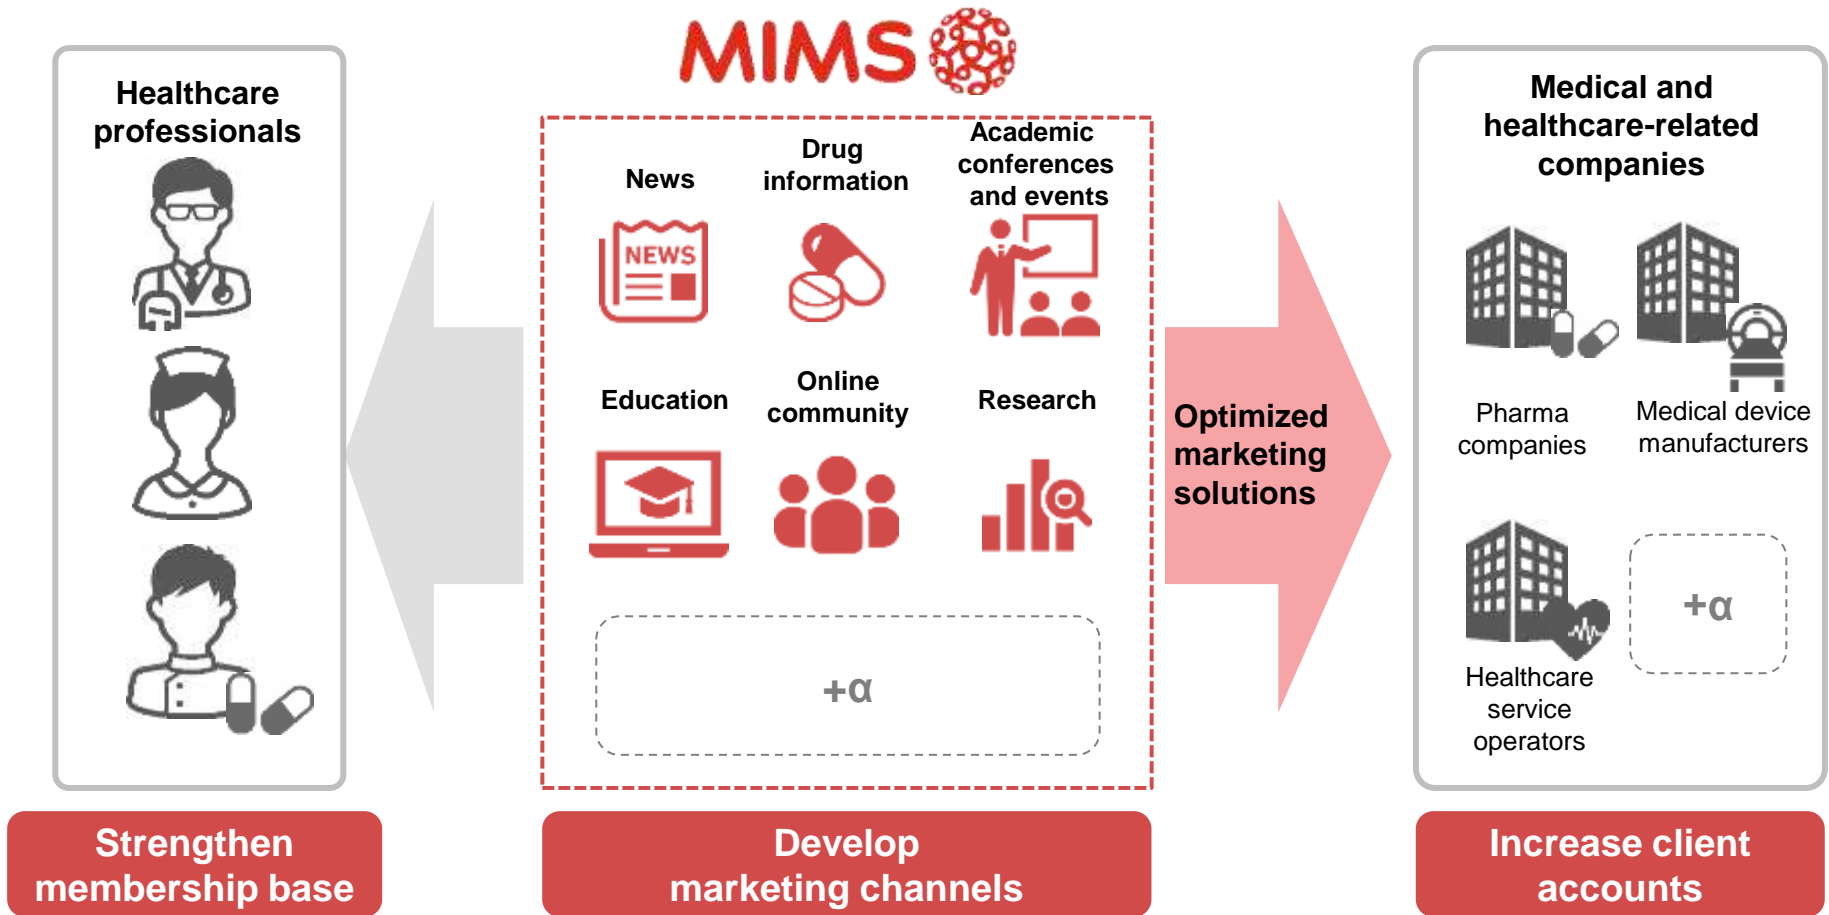 MIMS
Healthcare
professionals
News
Drug
information
Academic
conferences
and events
NEWS
Education
Online
community
Research
+α
Optimized
marketing
solutions
Medical and
healthcare-related
companies
Pharma
companies
Medical device
manufacturers
Healthcare
service
operators
+α
Strengthen
membership base
Develop
marketing channels
Increase client
accounts